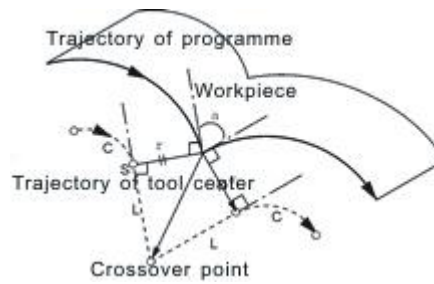 Trajectory of programme
Workpiece
a
r
C
S
Trajectory of tool center
L
C
L
Crossover point